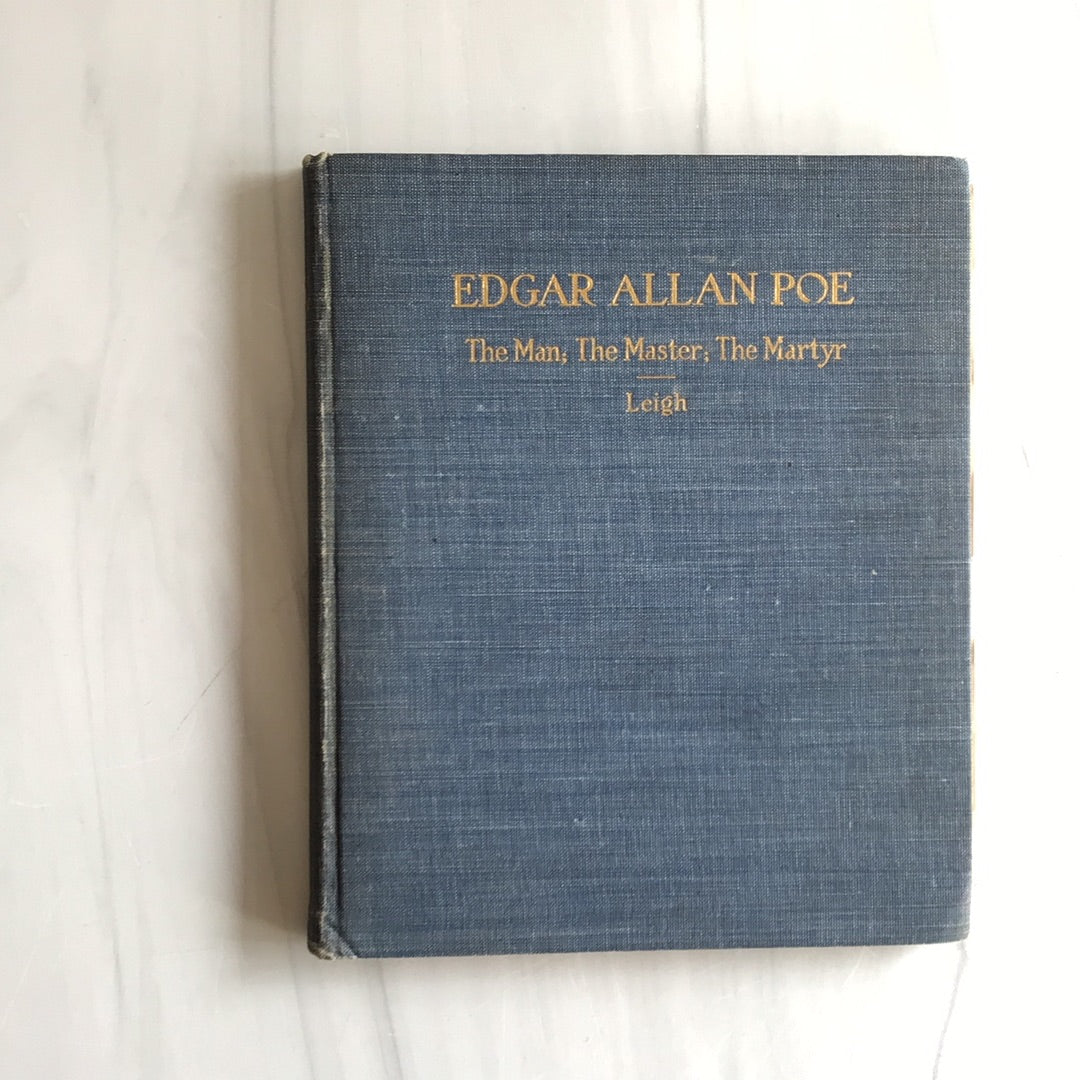 EDGAR ALLAN POE
The Man; The Master; The Martyr
Leigh